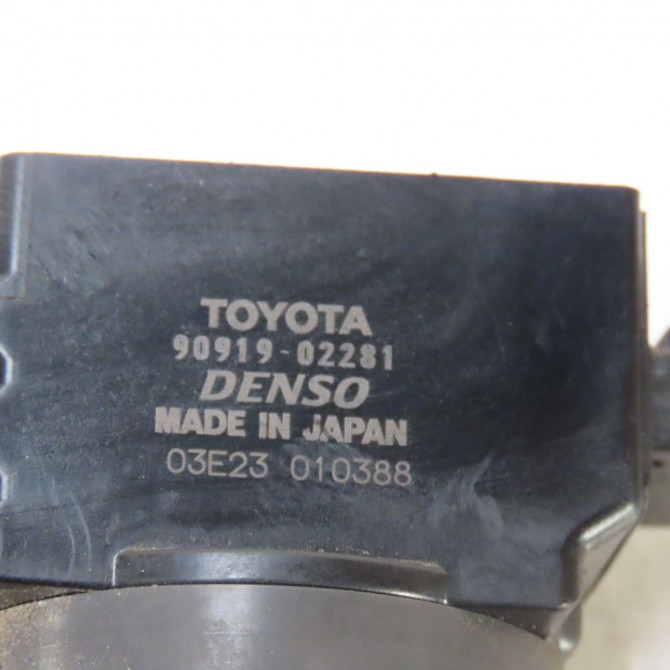 TOYOTA
90919-02281
DENSO
MADE IN JAPAN
03E23 010388